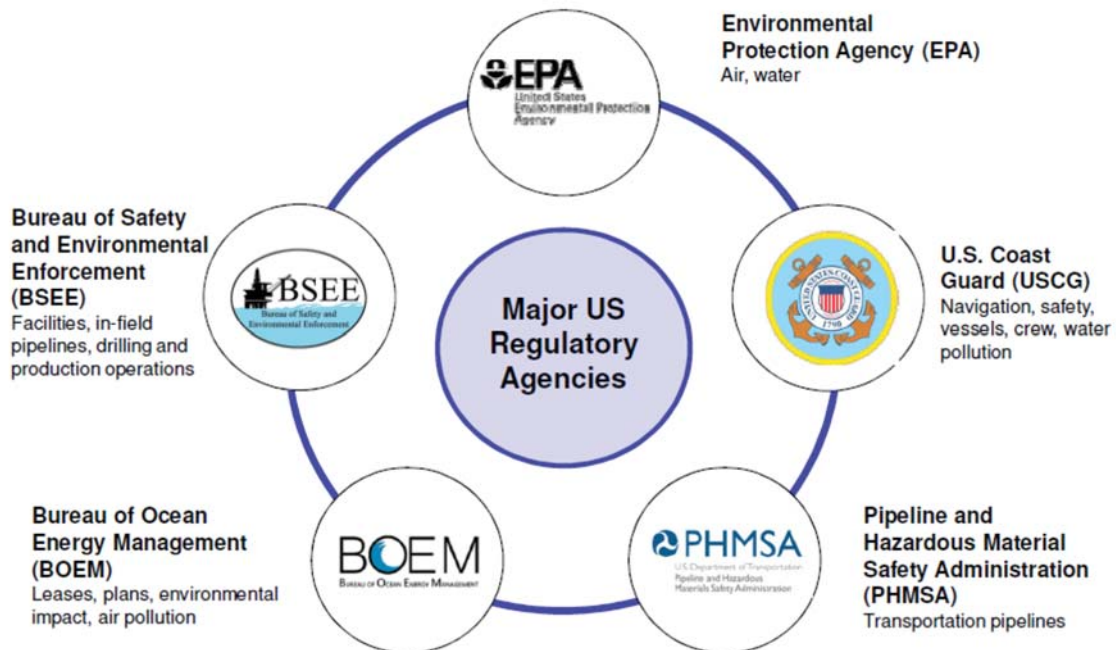 Environmental
Protection Agency (EPA)
Air, water
EPA
United States
Environmental Protection
Agency
Bureau of Safety
and Environmental
Enforcement
(BSEE)
Facilities, in-field
pipelines, drilling and
production operations
BSEE
Bureau of Safety and
Environmental Enforcement
Major US
Regulatory
Agencies
UNITED STATES COAST GUARD
1790
U.S. Coast
Guard (USCG)
Navigation, safety,
vessels, crew, water
pollution
Bureau of Ocean
Energy Management
(BOEM)
Leases, plans, environmental
impact, air pollution
BOEM
BUREAU OF OCEAN ENERGY MANAGEMENT
PHMSA
U.S. Department of Transportation
Pipeline and Hazardous
Materials Safety Administration
Pipeline and
Hazardous Material
Safety Administration
(PHMSA)
Transportation pipelines